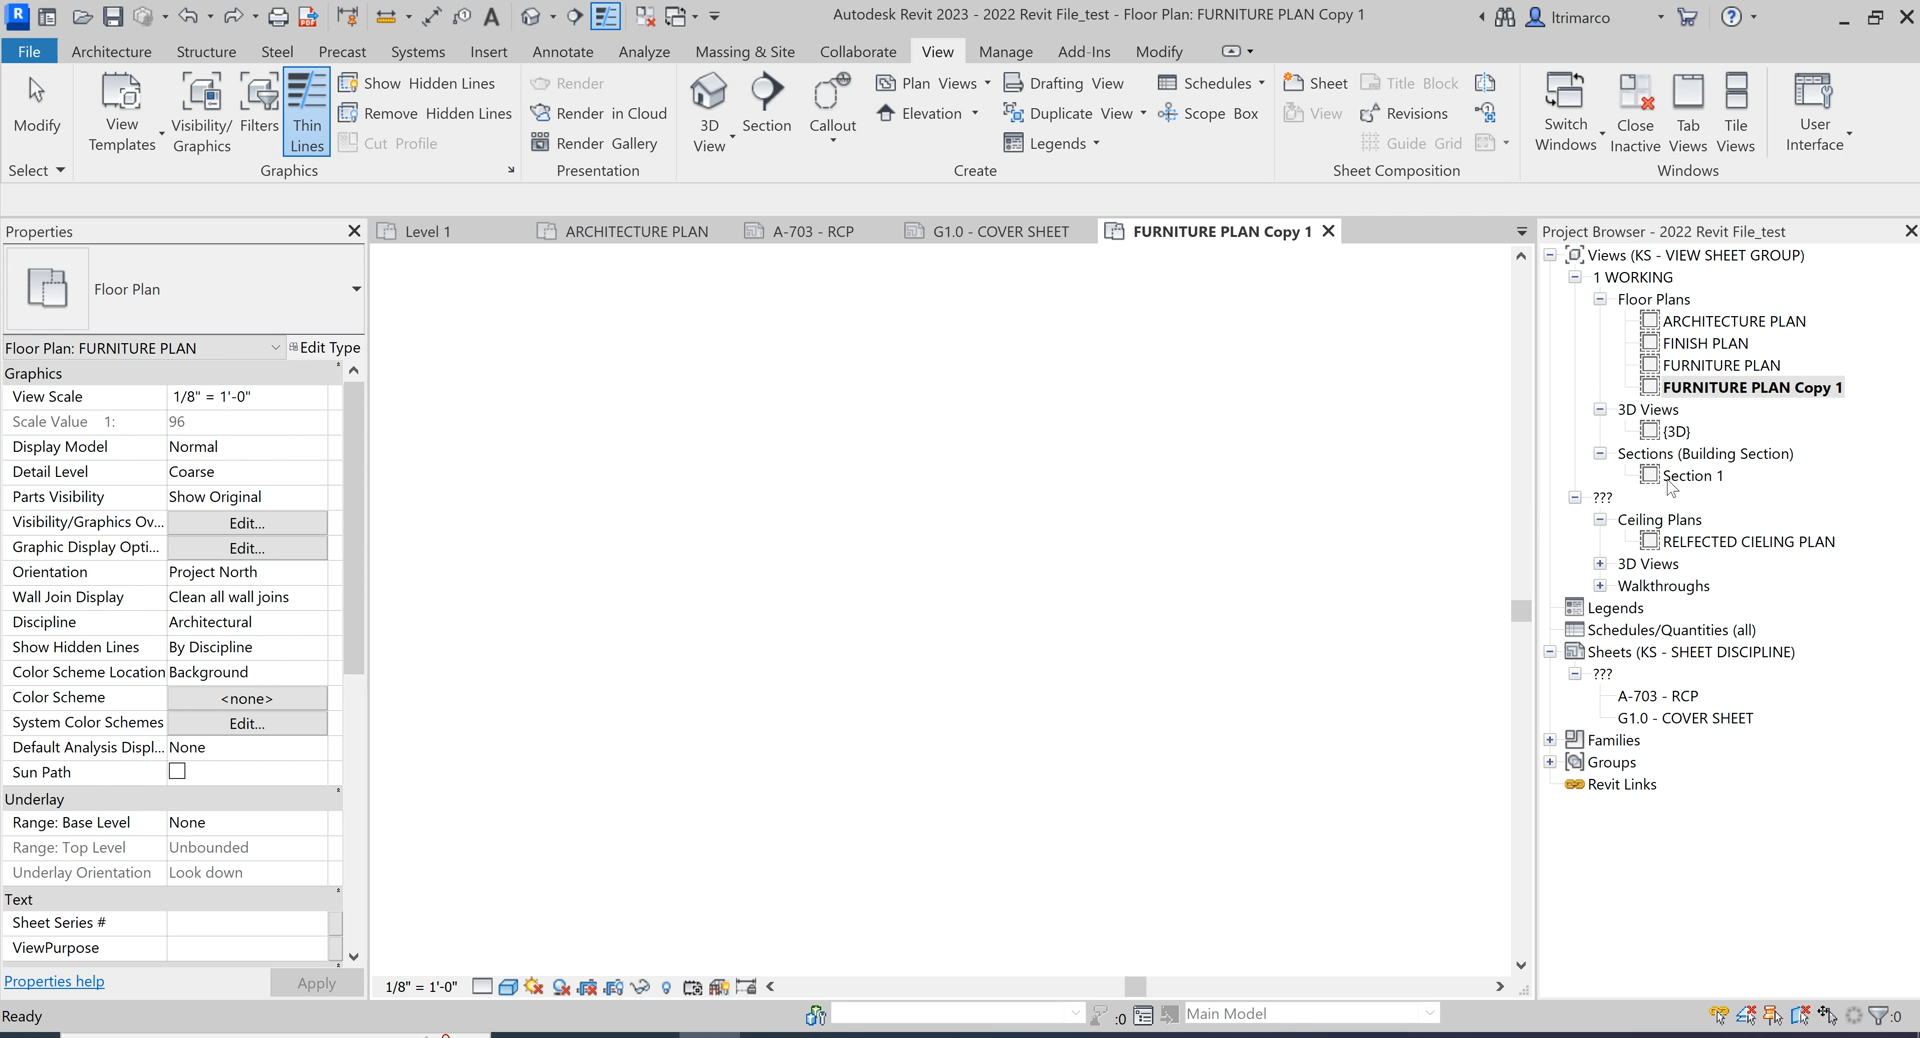 Autodesk Revit 2023 - 2022 Revit File_test - Floor Plan: FURNITURE PLAN Copy 1
ltrimarco
File Architecture Structure Steel Precast Systems Insert Annotate Analyze Massing & Site Collaborate View Manage Add-Ins Modify
Modify
Select
View Templates
Visibility/ Graphics
Filters
Thin Lines
Show Hidden Lines
Remove Hidden Lines
Cut Profile
Graphics
Render
Render in Cloud
Render Gallery
Presentation
3D View
Section
Callout
Plan Views
Elevation
Drafting View
Duplicate View
Legends
Schedules
Scope Box
Create
Sheet
View
Title Block
Revisions
Guide Grid
Sheet Composition
Switch Windows
Close Inactive
Tab Views
Tile Views
User Interface
Windows
Properties
Floor Plan
Floor Plan: FURNITURE PLAN
Edit Type
Graphics
View Scale 1/8" = 1'-0"
Scale Value 1: 96
Display Model Normal
Detail Level Coarse
Parts Visibility Show Original
Visibility/Graphics Ov... Edit...
Graphic Display Opti... Edit...
Orientation Project North
Wall Join Display Clean all wall joins
Discipline Architectural
Show Hidden Lines By Discipline
Color Scheme Location Background
Color Scheme <none>
System Color Schemes Edit...
Default Analysis Displ... None
Sun Path
Underlay
Range: Base Level None
Range: Top Level Unbounded
Underlay Orientation Look down
Text
Sheet Series #
ViewPurpose
Properties help
Apply
Level 1
ARCHITECTURE PLAN
A-703 - RCP
G1.0 - COVER SHEET
FURNITURE PLAN Copy 1
1/8" = 1'-0"
Project Browser - 2022 Revit File_test
Views (KS - VIEW SHEET GROUP)
1 WORKING
Floor Plans
ARCHITECTURE PLAN
FINISH PLAN
FURNITURE PLAN
FURNITURE PLAN Copy 1
3D Views
{3D}
Sections (Building Section)
Section 1
???
Ceiling Plans
RELFECTED CIELING PLAN
3D Views
Walkthroughs
Legends
Schedules/Quantities (all)
Sheets (KS - SHEET DISCIPLINE)
???
A-703 - RCP
G1.0 - COVER SHEET
Families
Groups
Revit Links
Ready
:0
Main Model
:0